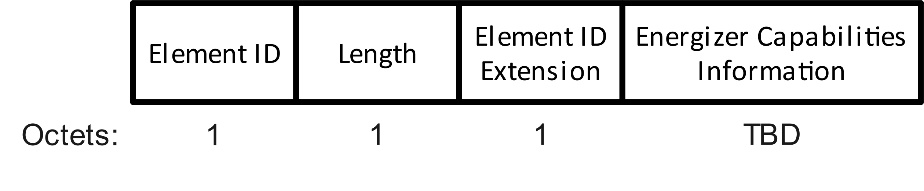 Element ID
Length
Element ID
Extension
Energizer Capabilities
Information
Octets: 1 1 1 TBD